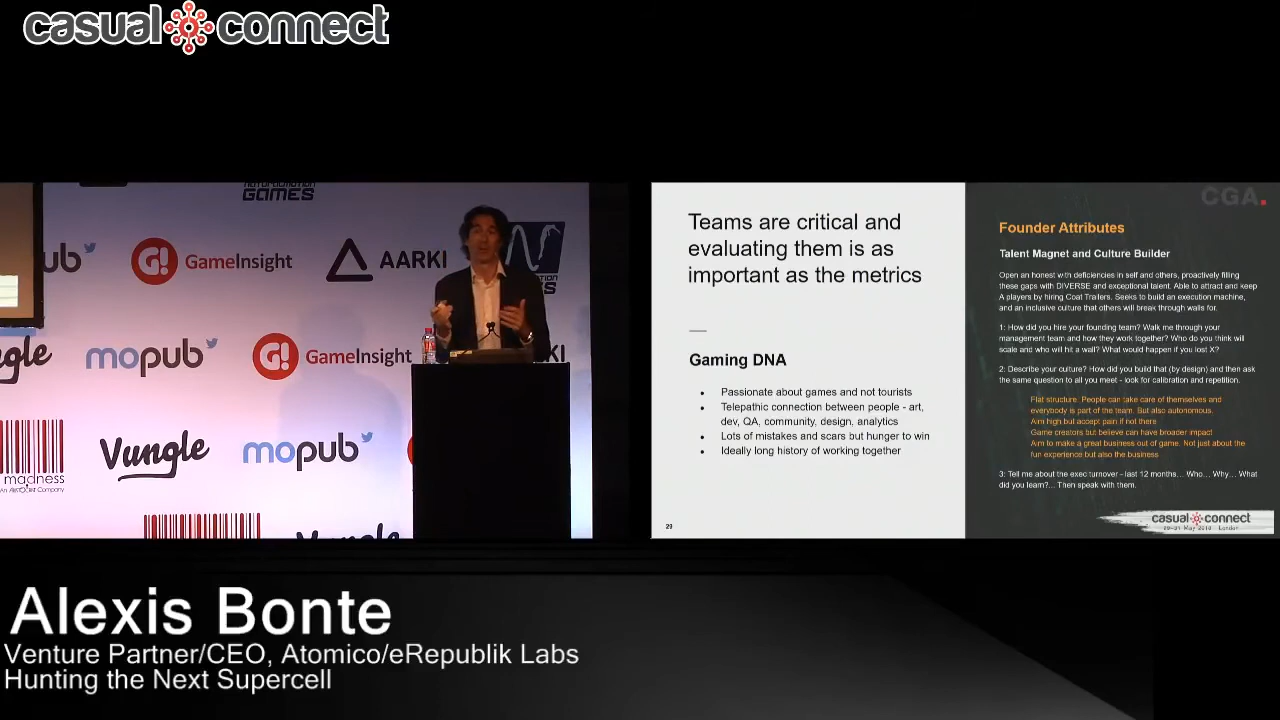 casual connect
GAMES
pub
G!
GameInsight
AARKI
mopub
G!
GameInsight
KI
madness
An ARISTOCRAT Company
Vungle
mopub
Teams are critical and
evaluating them is as
important as the metrics
Gaming DNA
• Passionate about games and not tourists
• Telepathic connection between people - art,
dev, QA, community, design, analytics
• Lots of mistakes and scars but hunger to win
• Ideally long history of working together
29
CGA.
Founder Attributes
Talent Magnet and Culture Builder
Open an honest with deficiencies in self and others, proactively filling
these gaps with DIVERSE and exceptional talent. Able to attract and keep
A players by hiring Coat Trailers. Seeks to build an execution machine,
and an inclusive culture that others will break through walls for.
1: How did you hire your founding team? Walk me through your
management team and how they work together? Who do you think will
scale and who will hit a wall? What would happen if you lost X?
2: Describe your culture? How did you build that (by design) and then ask
the same question to all you meet - look for calibration and repetition.
Flat structure. People can take care of themselves and
everybody is part of the team. But also autonomous.
Aim high but accept pain if not there
Game creators but believe can have broader impact
Aim to make a great business out of game. Not just about the
fun experience but also the business
3: Tell me about the exec turnover - last 12 months... Who... Why... What
did you learn?... Then speak with them.
casual connect
29-31 May 2018 · London
Alexis Bonte
Venture Partner/CEO, Atomico/eRepublik Labs
Hunting the Next Supercell